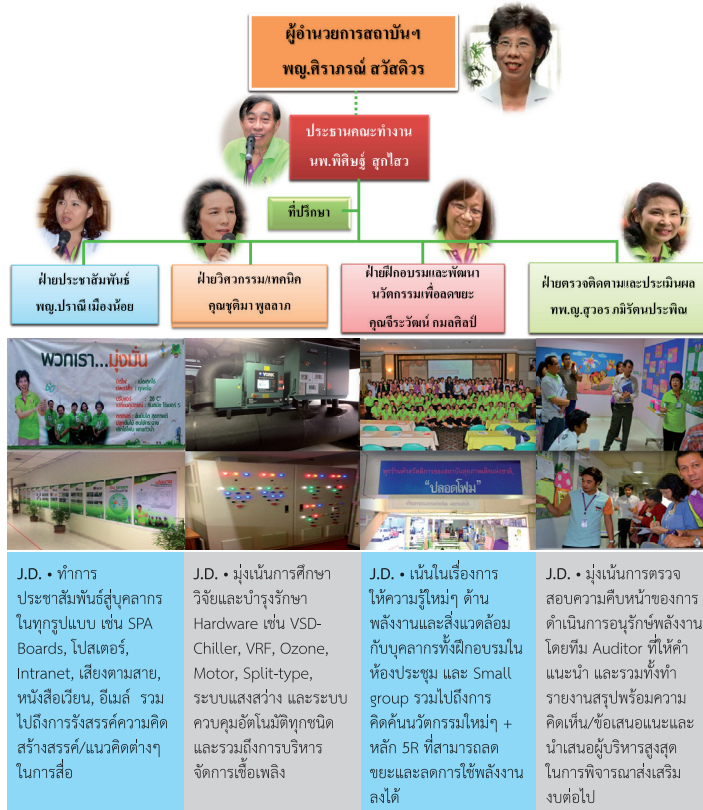 ผู้อำนวยการสถาบันฯ
พญ.ศิราภรณ์ สวัสดิวร
ประธานคณะทำงาน
นพ.พิศิษฐ์ สุกไสว
ที่ปรึกษา
ฝ่ายประชาสัมพันธ์
พญ.ปราณี เมืองน้อย
ฝ่ายวิศวกรรม/เทคนิค
คุณชุติมา พูลลาภ
ฝ่ายฝึกอบรมและพัฒนา
นวัตกรรมเพื่อลดขยะ
คุณจีระวัฒน์ กมลศิลป์
ฝ่ายตรวจติดตามและประเมินผล
ทพ.ญ.สุวอร ภมิรัตนประพิณ
พวกเรา...มุ่งมั่น
"ปลอดโฟม"
J.D. • ทำการ
ประชาสัมพันธ์สู่บุคลากร
ในทุกรูปแบบ เช่น SPA
Boards, โปสเตอร์,
Intranet, เสียงตามสาย,
หนังสือเวียน, อีเมล์ รวม
ไปถึงการรังสรรค์ความคิด
สร้างสรรค์/แนวคิดต่างๆ
ในการสื่อ
J.D. • มุ่งเน้นการศึกษา
วิจัยและบำรุงรักษา
Hardware เช่น VSD-
Chiller, VRF, Ozone,
Motor, Split-type,
ระบบแสงสว่าง และระบบ
ควบคุมอัตโนมัติทุกชนิด
และรวมถึงการบริหาร
จัดการเชื้อเพลิง
J.D. • เน้นในเรื่องการ
ให้ความรู้ใหม่ๆ ด้าน
พลังงานและสิ่งแวดล้อม
กับบุคลากรทั้งฝึกอบรมใน
ห้องประชุม และ Small
group รวมไปถึงการ
คิดค้นนวัตกรรมใหม่ๆ +
หลัก 5R ที่สามารถลด
ขยะและลดการใช้พลังงาน
ลงได้
J.D. • มุ่งเน้นการตรวจ
สอบความคืบหน้าของการ
ดำเนินการอนุรักษ์พลังงาน
โดยทีม Auditor ที่ให้คำ
แนะนำ และรวมทั้งทำ
รายงานสรุปพร้อมความ
คิดเห็น/ข้อเสนอแนะและ
นำเสนอผู้บริหารสูงสุด
ในการพิจารณาส่งเสริม
งบต่อไป